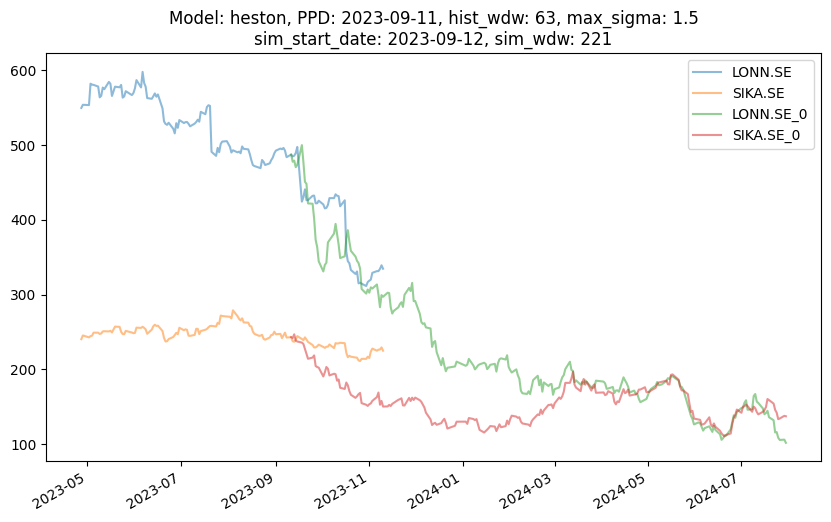 Model: heston, PPD: 2023-09-11, hist_wdw: 63, max_sigma: 1.5
sim_start_date: 2023-09-12, sim_wdw: 221
LONN.SE
SIKA.SE
LONN.SE_0
SIKA.SE_0
600
500
400
300
200
100
2023-05
2023-07
2023-09
2023-11
2024-01
2024-03
2024-05
2024-07